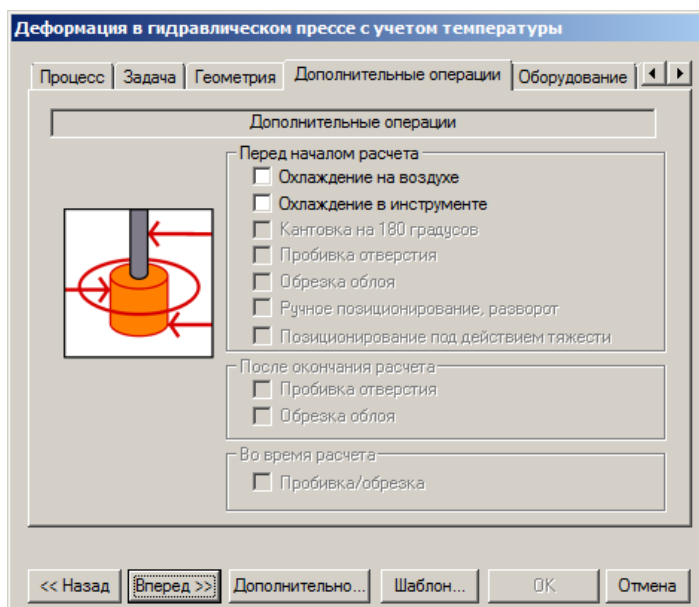 Деформация в гидравлическом прессе с учетом температуры
Процесс Задача Геометрия Дополнительные операции Оборудование
Дополнительные операции
Перед началом расчета
Охлаждение на воздухе
Охлаждение в инструменте
Кантовка на 180 градусов
Пробивка отверстия
Обрезка облоя
Ручное позиционирование, разворот
Позиционирование под действием тяжести
После окончания расчета
Пробивка отверстия
Обрезка облоя
Во время расчета
Пробивка/обрезка
<< Назад Вперед >> Дополнительно... Шаблон... OK Отмена